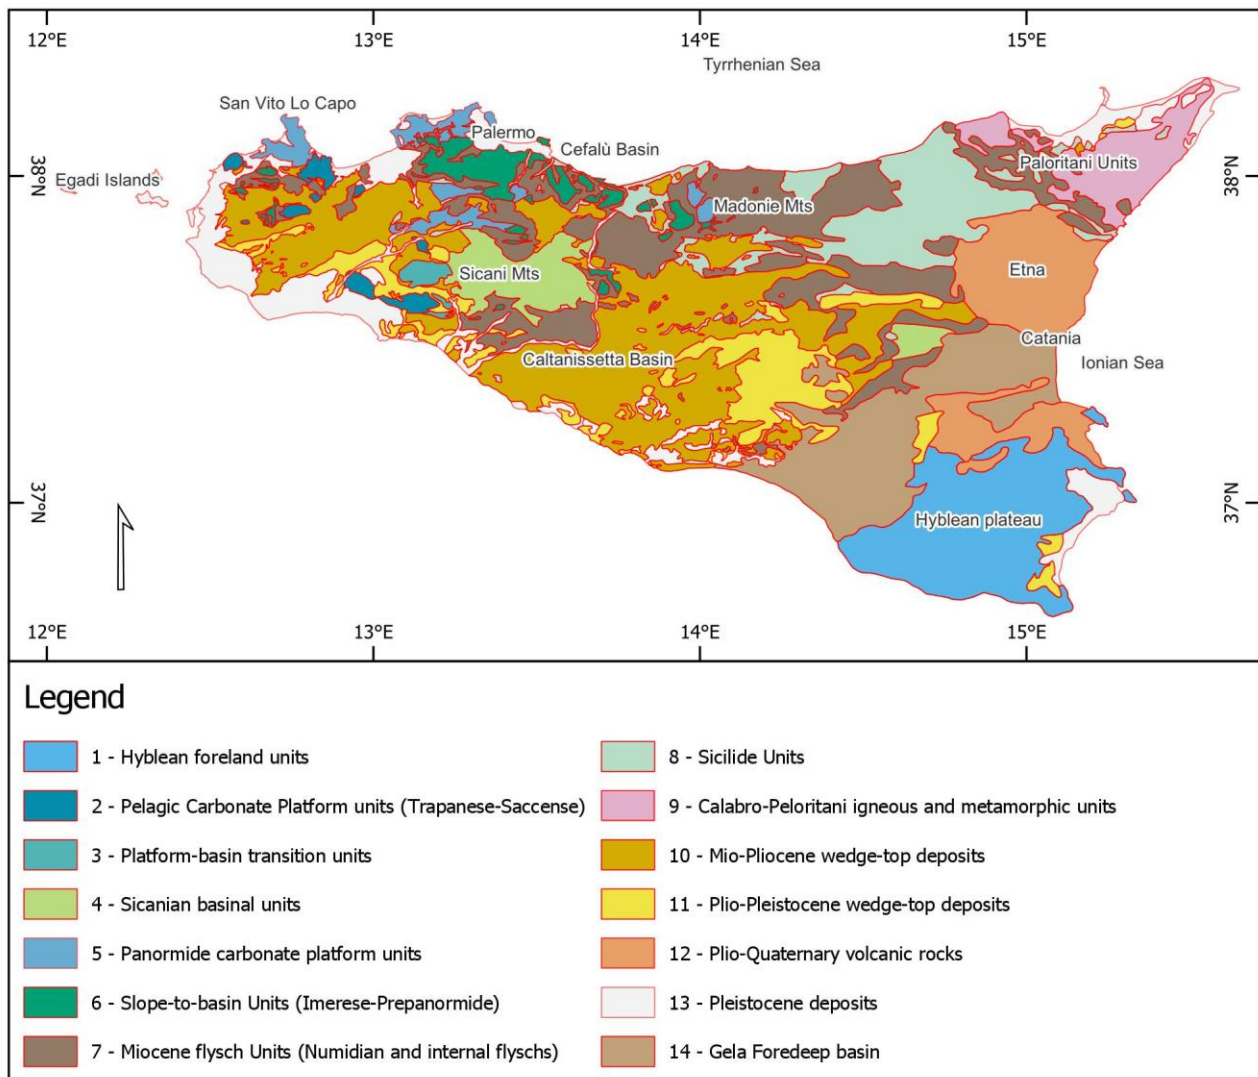 12°E 13°E 14°E 15°E
Tyrrhenian Sea
San Vito Lo Capo
Palermo
Cefalù Basin
Paloritani Units
38°N 38°N
Egadi Islands
Madonie Mts
Sicani Mts
Etna
Catania
Caltanissetta Basin
Ionian Sea
37°N 37°N
Hyblean plateau
12°E 13°E 14°E 15°E
Legend
1 - Hyblean foreland units
2 - Pelagic Carbonate Platform units (Trapanese-Saccense)
3 - Platform-basin transition units
4 - Sicanian basinal units
5 - Panormide carbonate platform units
6 - Slope-to-basin Units (Imerese-Prepanormide)
7 - Miocene flysch Units (Numidian and internal flyschs)
8 - Sicilide Units
9 - Calabro-Peloritani igneous and metamorphic units
10 - Mio-Pliocene wedge-top deposits
11 - Plio-Pleistocene wedge-top deposits
12 - Plio-Quaternary volcanic rocks
13 - Pleistocene deposits
14 - Gela Foredeep basin